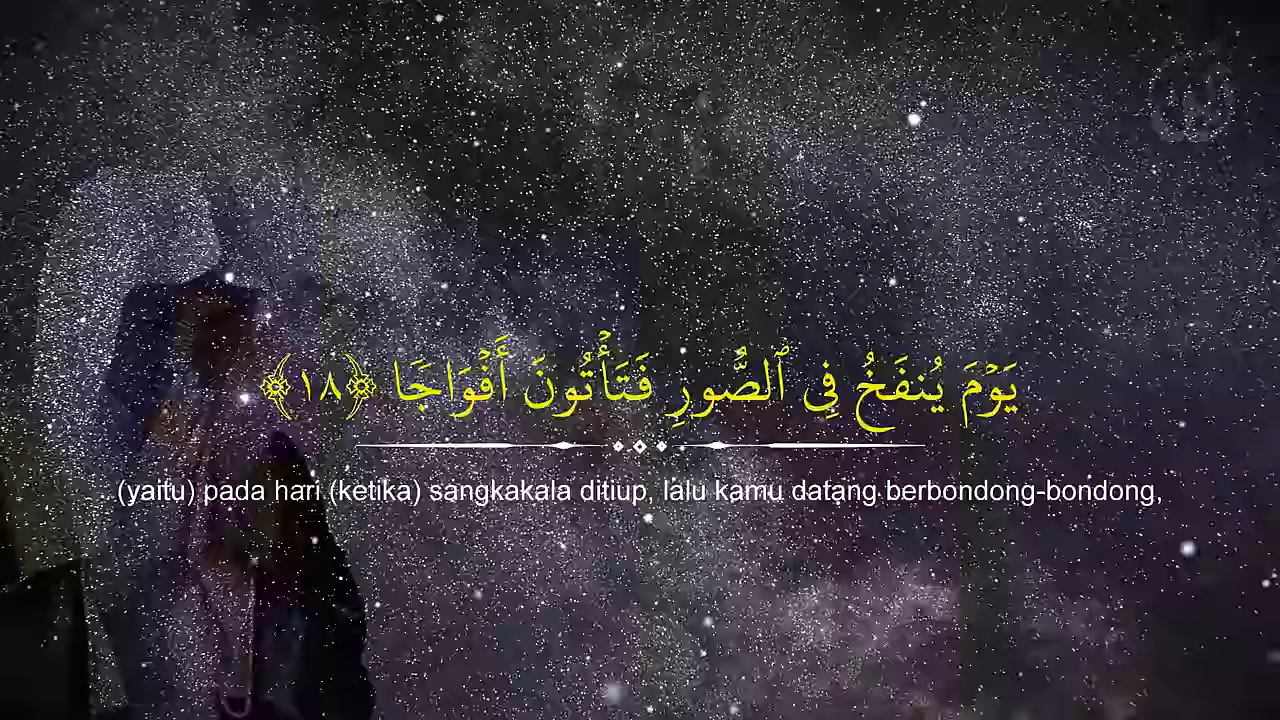 يَوْمَ يُنفَخُ فِى ٱلصُّورِ فَتَأْتُونَ أَفْوَاجًا ﴿١٨﴾
(yaitu) pada hari (ketika) sangkakala ditiup, lalu kamu datang berbondong-bondong,